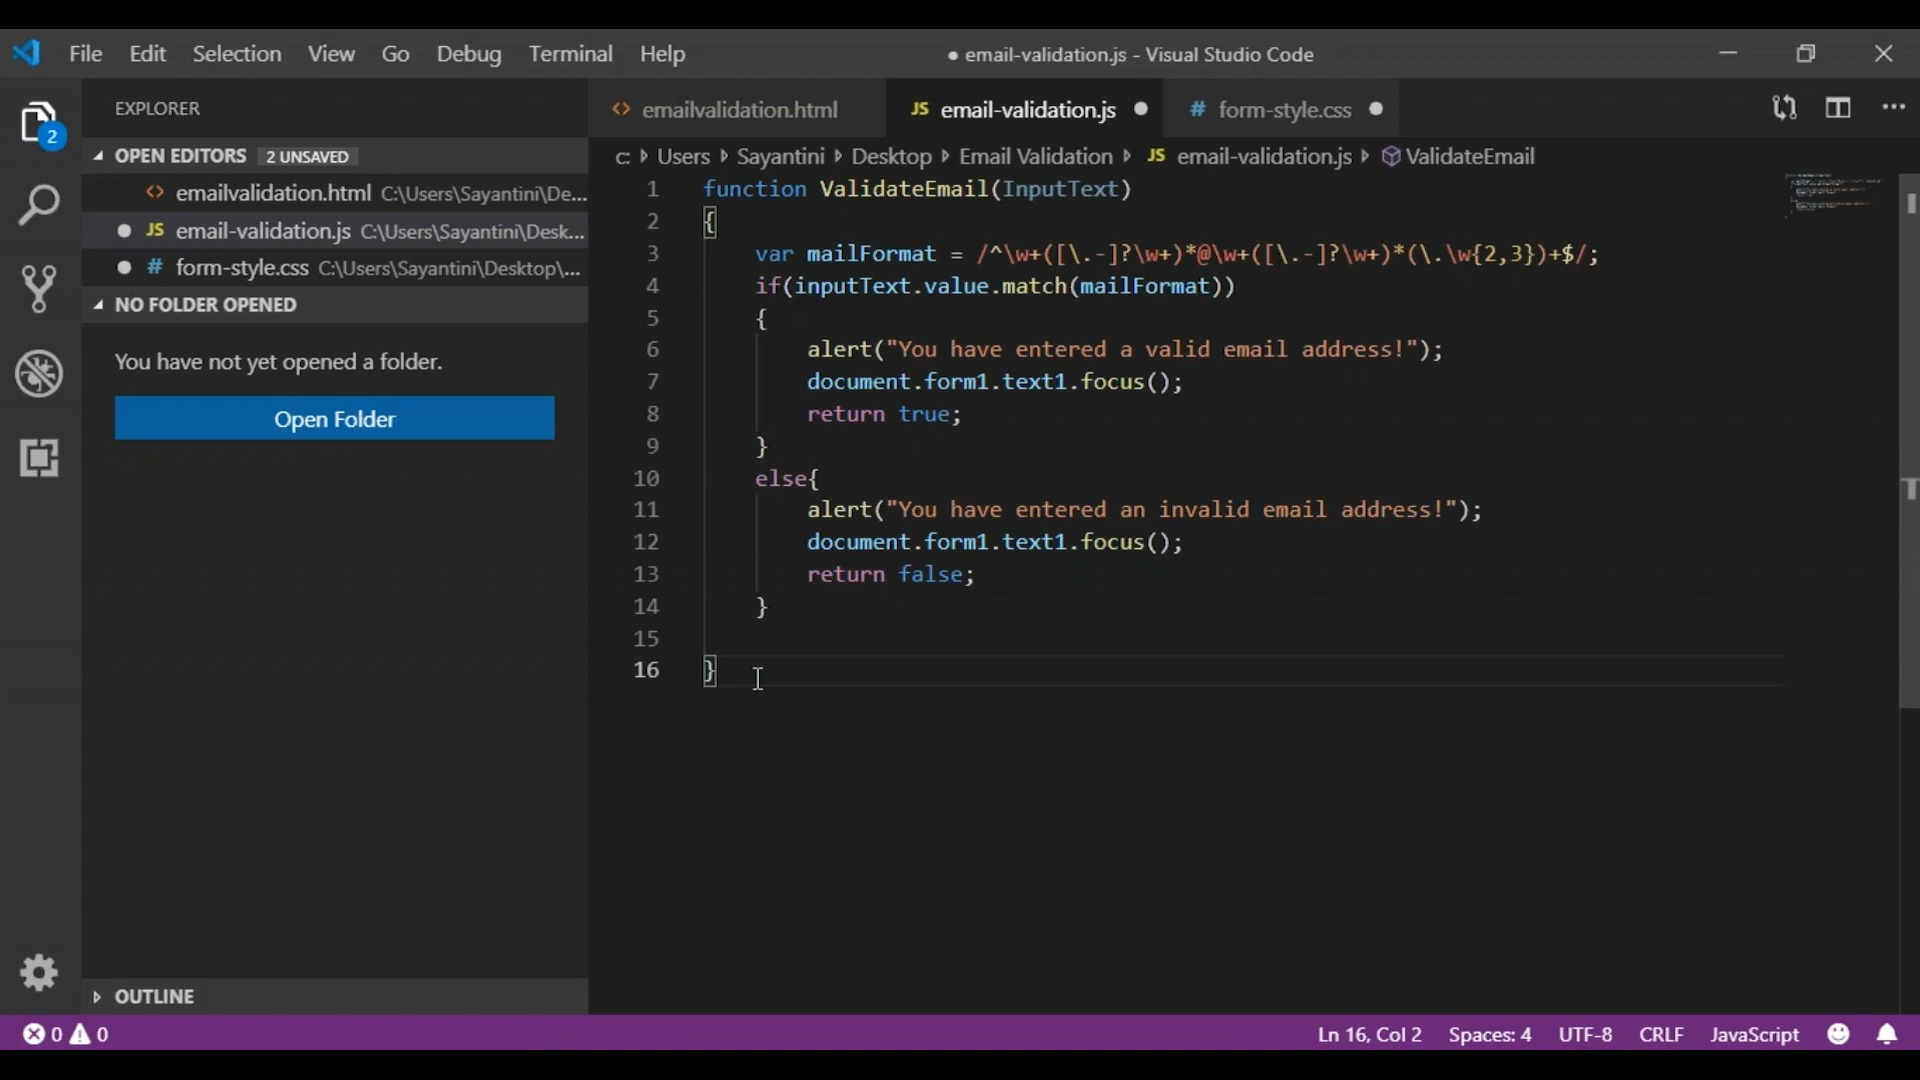 File Edit Selection View Go Debug Terminal Help
● email-validation.js - Visual Studio Code
2
EXPLORER
OPEN EDITORS 2 UNSAVED
<> emailvalidation.html C:\Users\Sayantini\De...
● JS email-validation.js C:\Users\Sayantini\Desk...
● # form-style.css C:\Users\Sayantini\Desktop\...
NO FOLDER OPENED
You have not yet opened a folder.
Open Folder
OUTLINE
<> emailvalidation.html JS email-validation.js ● # form-style.css ● ...
c: Users Sayantini Desktop Email Validation JS email-validation.js ValidateEmail
1 function ValidateEmail(InputText)
2 {
3 var mailFormat = /^\w+([\.-]?\w+)*@\w+([\.-]?\w+)*(\.\w{2,3})+$/;
4 if(inputText.value.match(mailFormat))
5 {
6 alert("You have entered a valid email address!");
7 document.form1.text1.focus();
8 return true;
9 }
10 else{
11 alert("You have entered an invalid email address!");
12 document.form1.text1.focus();
13 return false;
14 }
15
16 }
0 0 Ln 16, Col 2 Spaces: 4 UTF-8 CRLF JavaScript